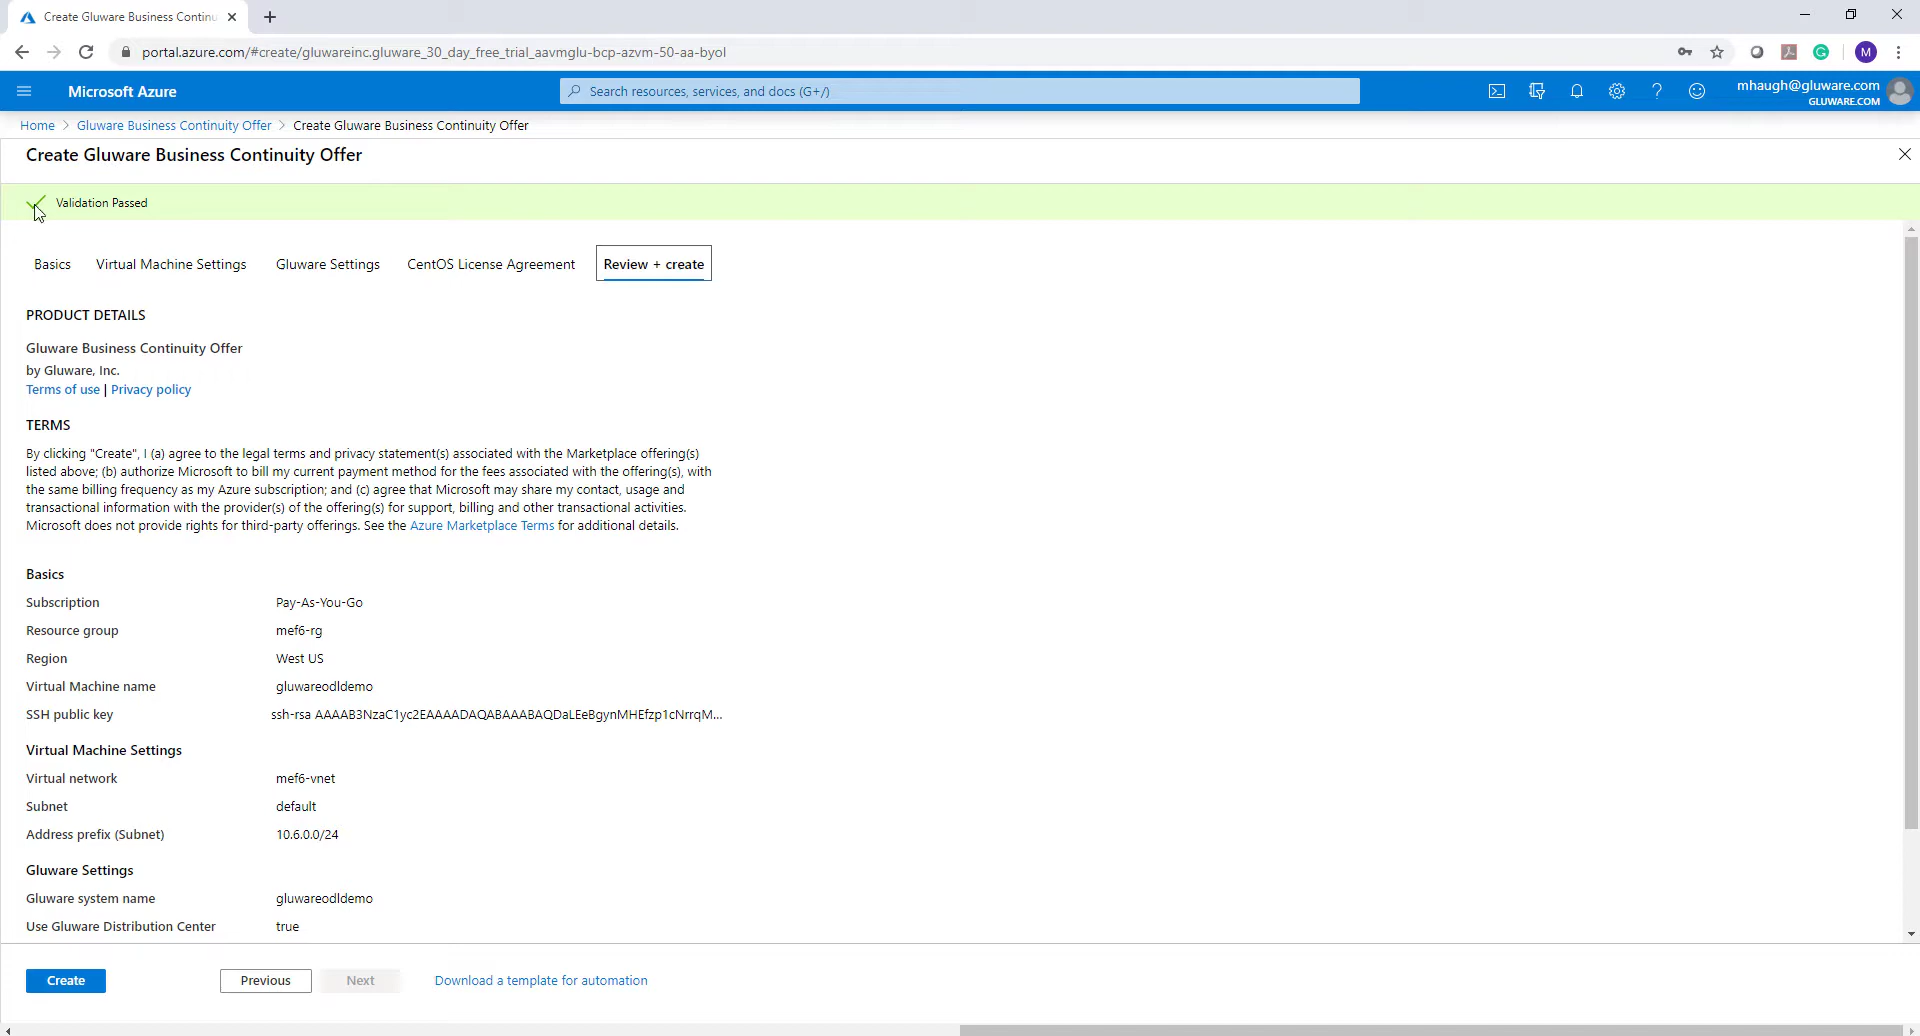 Create Gluware Business Continu
portal.azure.com/#create/gluwareinc.gluware_30_day_free_trial_aavmglu-bcp-azvm-50-aa-byol
M
Microsoft Azure
Search resources, services, and docs (G+/)
mhaugh@gluware.com
GLUWARE.COM
Home > Gluware Business Continuity Offer > Create Gluware Business Continuity Offer
Create Gluware Business Continuity Offer
Validation Passed
Basics Virtual Machine Settings Gluware Settings CentOS License Agreement Review + create
PRODUCT DETAILS
Gluware Business Continuity Offer
by Gluware, Inc.
Terms of use | Privacy policy
TERMS
By clicking "Create", I (a) agree to the legal terms and privacy statement(s) associated with the Marketplace offering(s)
listed above; (b) authorize Microsoft to bill my current payment method for the fees associated with the offering(s), with
the same billing frequency as my Azure subscription; and (c) agree that Microsoft may share my contact, usage and
transactional information with the provider(s) of the offering(s) for support, billing and other transactional activities.
Microsoft does not provide rights for third-party offerings. See the Azure Marketplace Terms for additional details.
Basics
Subscription Pay-As-You-Go
Resource group mef6-rg
Region West US
Virtual Machine name gluwareodldemo
SSH public key ssh-rsa AAAAB3NzaC1yc2EAAAADAQABAAABAQDaLEeBgynMHEfzp1cNrrqM...
Virtual Machine Settings
Virtual network mef6-vnet
Subnet default
Address prefix (Subnet) 10.6.0.0/24
Gluware Settings
Gluware system name gluwareodldemo
Use Gluware Distribution Center true
Create Previous Next Download a template for automation